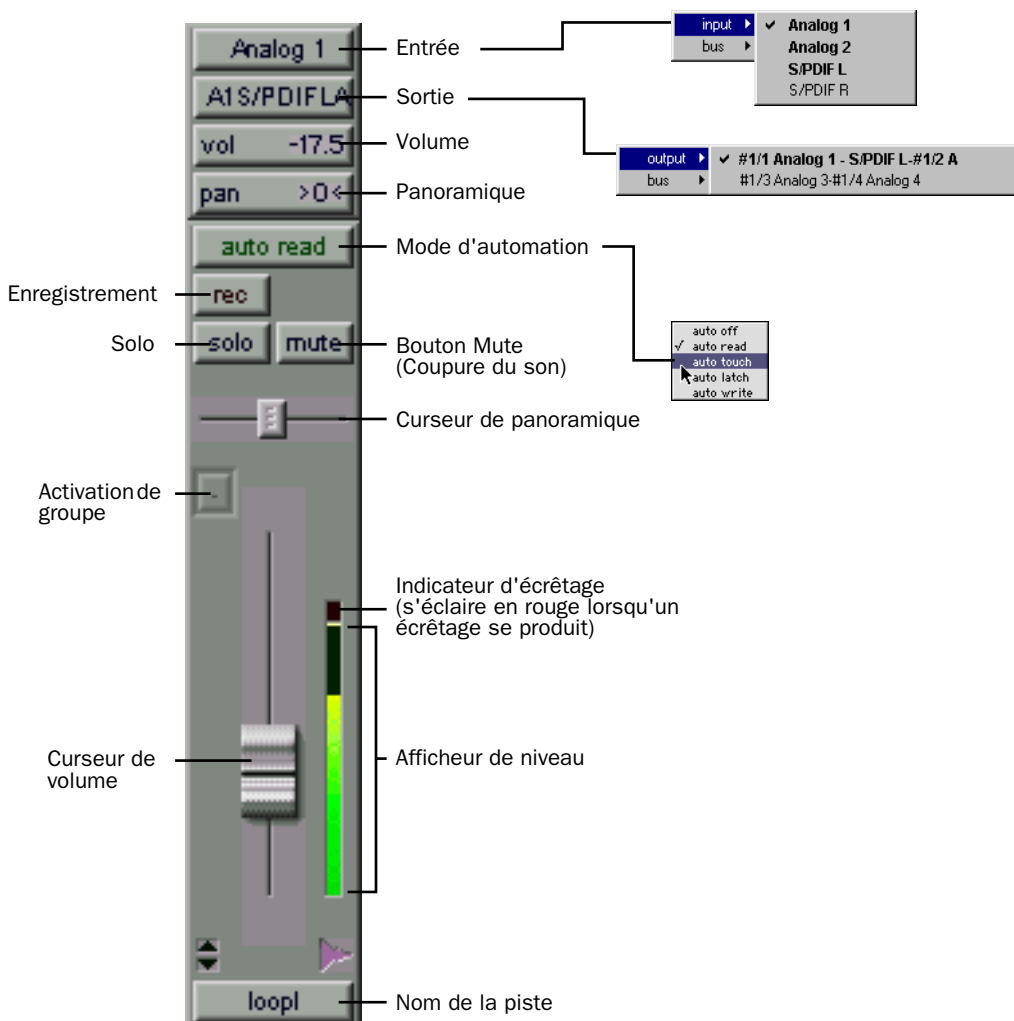 Analog 1
Entrée
input
✓ Analog 1
bus
Analog 2
S/PDIF L
S/PDIF R
A1S/PDIFLA
Sortie
output
✓ #1/1 Analog 1 - S/PDIF L-#1/2 A
bus
#1/3 Analog 3-#1/4 Analog 4
vol -17.5
Volume
pan >0<
Panoramique
auto read
Mode d'automation
Enregistrement
rec
Solo
solo
mute
Bouton Mute
(Coupure du son)
auto off
✓ auto read
auto touch
auto latch
auto write
Curseur de panoramique
Activation de
groupe
-
Indicateur d'écrêtage
(s'éclaire en rouge lorsqu'un
écrêtage se produit)
Curseur de
volume
Afficheur de niveau
loopl
Nom de la piste